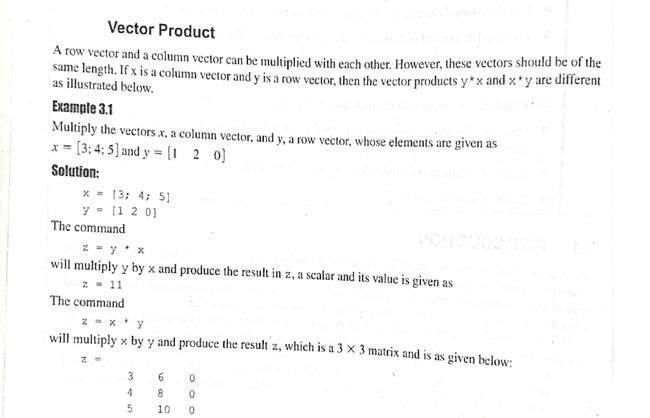 Vector Product
A row vector and a column vector can be multiplied with each other. However, these vectors should be of the
same length. If x is a column vector and y is a row vector, then the vector products y*x and x*y are different
as illustrated below.
Example 3.1
Multiply the vectors x, a column vector, and y, a row vector, whose elements are given as
x = [3; 4; 5] and y = [1 2 0]
Solution:
x = [3; 4; 5]
y = [1 2 0]
The command
z = y * x
will multiply y by x and produce the result in z, a scalar and its value is given as
z = 11
The command
z = x * y
will multiply x by y and produce the result z, which is a 3 × 3 matrix and is as given below:
z =
3 6 0
4 8 0
5 10 0